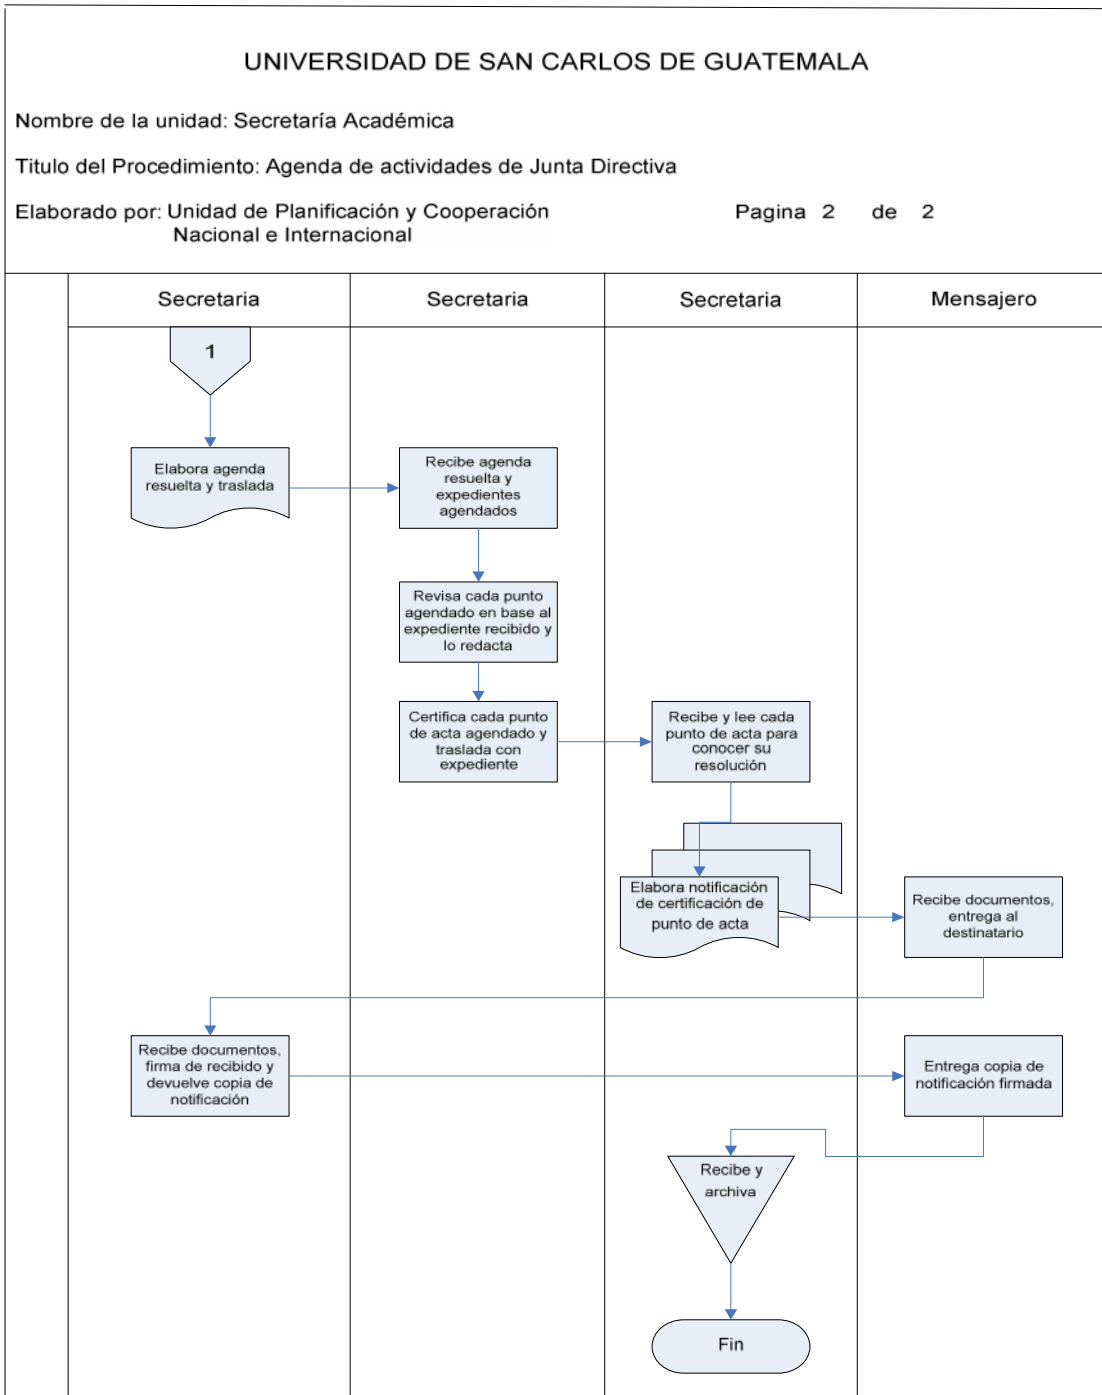 UNIVERSIDAD DE SAN CARLOS DE GUATEMALA
Nombre de la unidad: Secretaría Académica
Titulo del Procedimiento: Agenda de actividades de Junta Directiva
Elaborado por: Unidad de Planificación y Cooperación
Nacional e Internacional
Pagina 2 de 2
Secretaria
Secretaria
Secretaria
Mensajero
1
Elabora agenda
resuelta y traslada
Recibe agenda
resuelta y
expedientes
agendados
Revisa cada punto
agendado en base al
expediente recibido y
lo redacta
Certifica cada punto
de acta agendado y
traslada con
expediente
Recibe y lee cada
punto de acta para
conocer su
resolución
Elabora notificación
de certificación de
punto de acta
Recibe documentos,
entrega al
destinatario
Recibe documentos,
firma de recibido y
devuelve copia de
notificación
Entrega copia de
notificación firmada
Recibe y
archiva
Fin